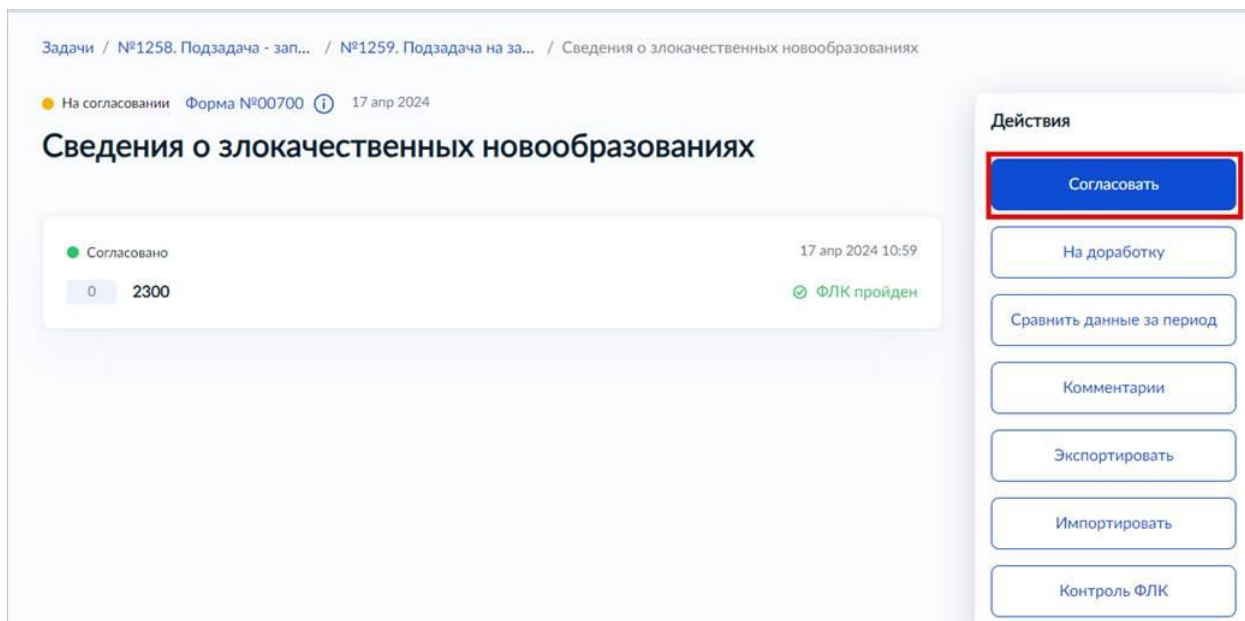 Задачи / №1258. Подзадача - зап... / №1259. Подзадача на за... / Сведения о злокачественных новообразованиях
На согласовании Форма №00700 17 апр 2024
Сведения о злокачественных новообразованиях
Согласовано 17 апр 2024 10:59
0 2300 ФЛК пройден
Действия
Согласовать
На доработку
Сравнить данные за период
Комментарии
Экспортировать
Импортировать
Контроль ФЛК